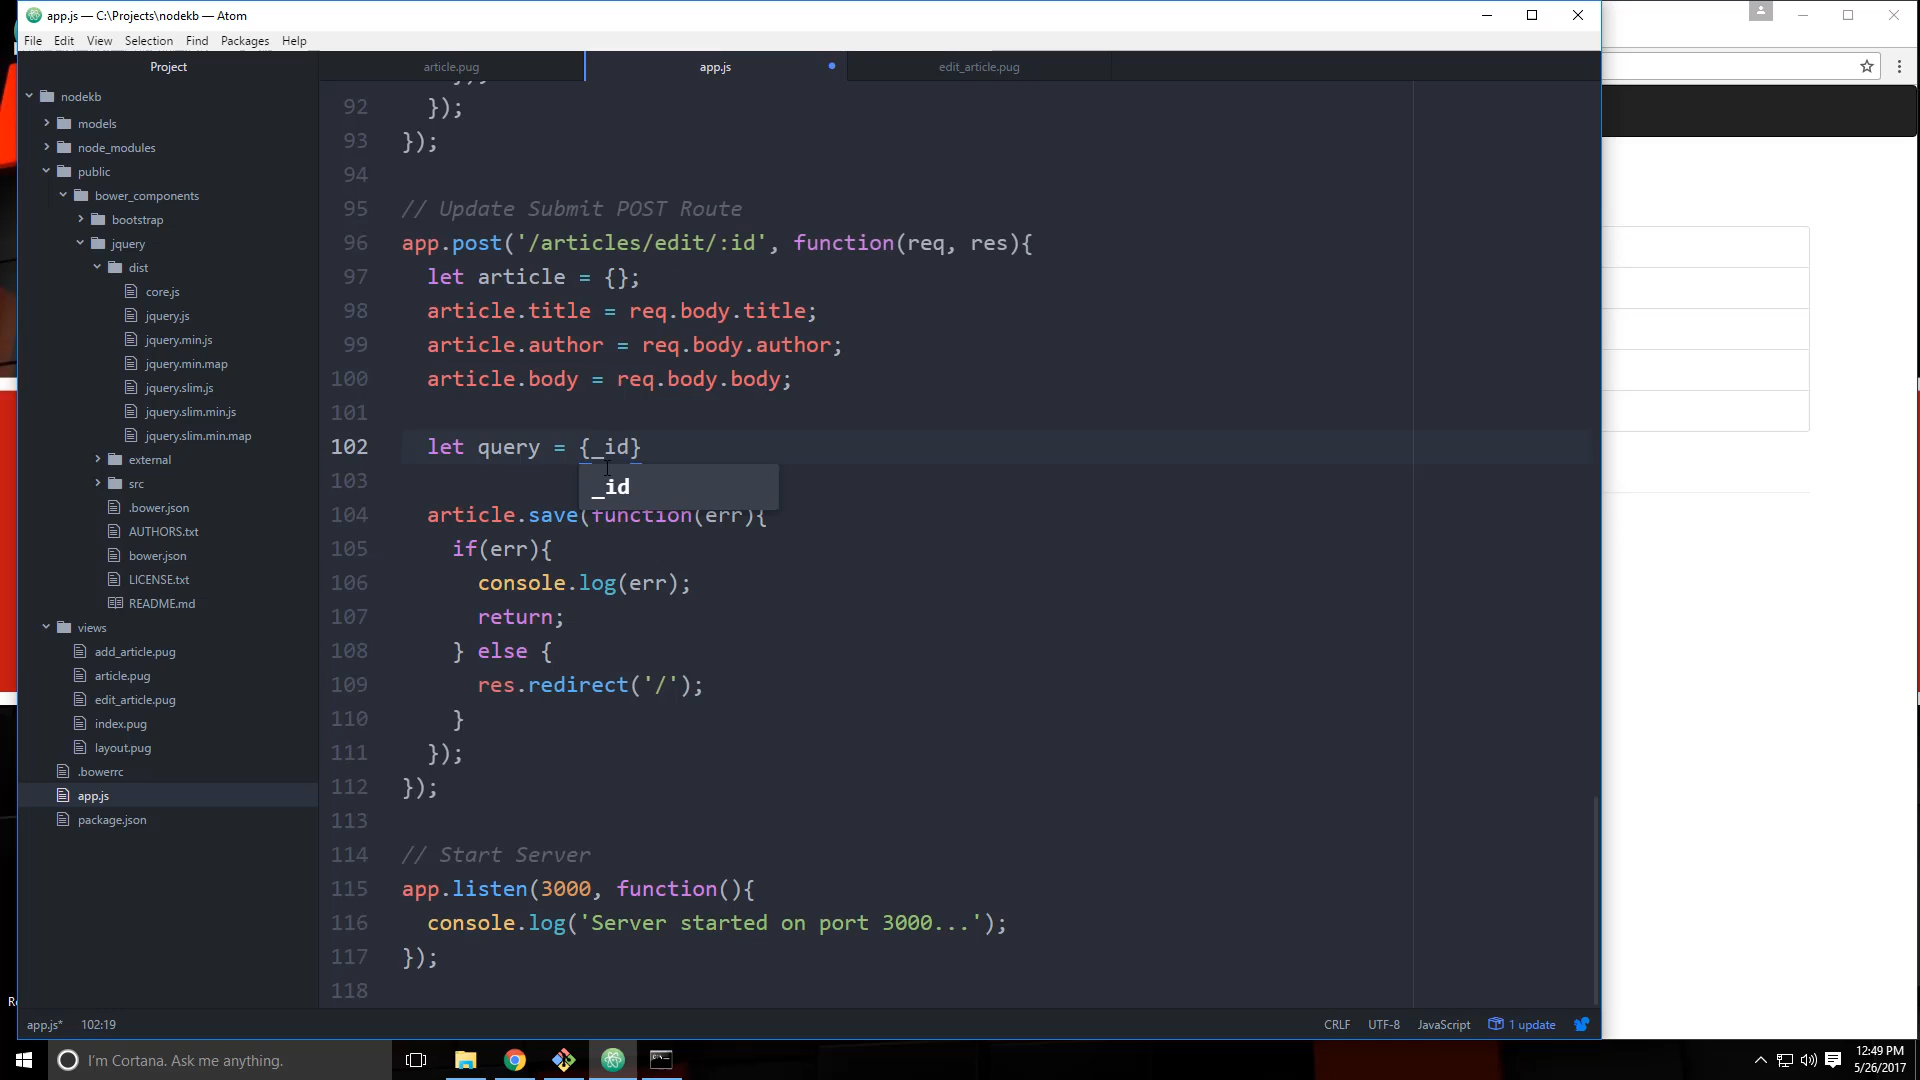 app.js — C:\Projects\nodekb — Atom
File Edit View Selection Find Packages Help
Project
article.pug
app.js
edit_article.pug
nodekb
models
node_modules
public
bower_components
bootstrap
jquery
dist
core.js
jquery.js
jquery.min.js
jquery.min.map
jquery.slim.js
jquery.slim.min.js
jquery.slim.min.map
external
src
.bower.json
AUTHORS.txt
bower.json
LICENSE.txt
README.md
views
add_article.pug
article.pug
edit_article.pug
index.pug
layout.pug
.bowerrc
app.js
package.json
92 });
93 });
94
95 // Update Submit POST Route
96 app.post('/articles/edit/:id', function(req, res){
97 let article = {};
98 article.title = req.body.title;
99 article.author = req.body.author;
100 article.body = req.body.body;
101
102 let query = {_id}
103
_id
104 article.save(function(err){
105 if(err){
106 console.log(err);
107 return;
108 } else {
109 res.redirect('/');
110 }
111 });
112 });
113
114 // Start Server
115 app.listen(3000, function(){
116 console.log('Server started on port 3000...');
117 });
118
app.js* 102:19
CRLF UTF-8 JavaScript 1 update
I'm Cortana. Ask me anything.
12:49 PM
5/26/2017